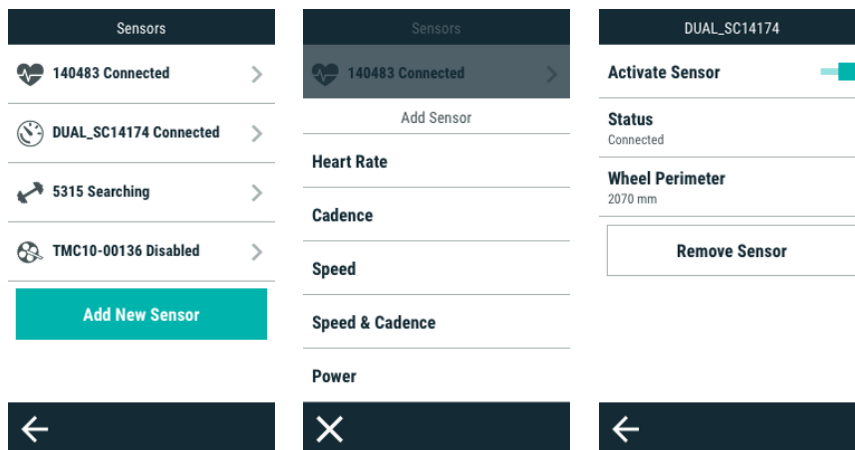 Sensors
140483 Connected
DUAL_SC14174 Connected
5315 Searching
TMC10-00136 Disabled
Add New Sensor
Sensors
140483 Connected
Add Sensor
Heart Rate
Cadence
Speed
Speed & Cadence
Power
DUAL_SC14174
Activate Sensor
Status
Connected
Wheel Perimeter
2070 mm
Remove Sensor